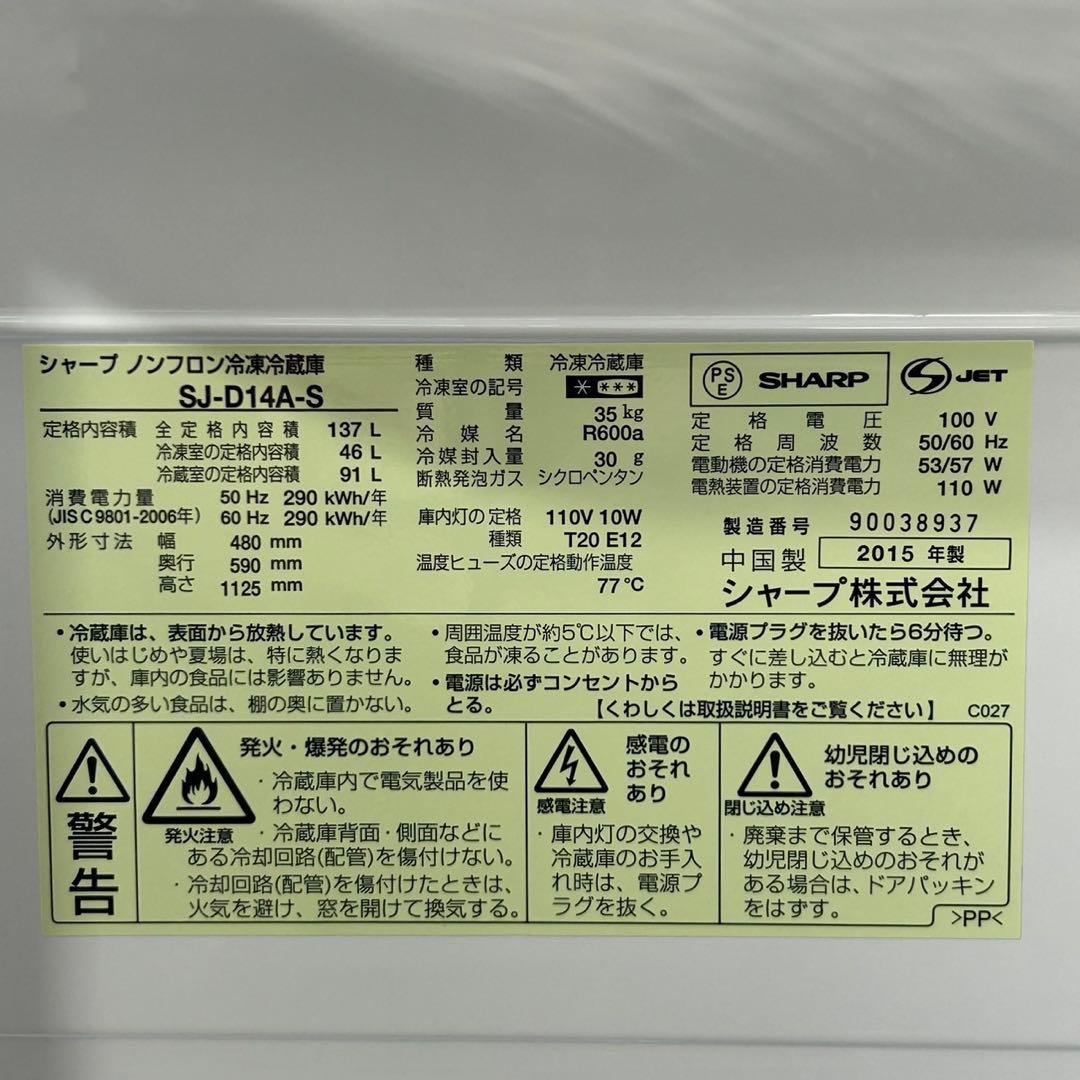 シャープ ノンフロン冷凍冷蔵庫
SJ-D14A-S
定格内容積 全定格内容積 137 L
冷凍室の定格内容積 46 L
冷蔵室の定格内容積 91 L
消費電力量 50 Hz 290 kWh/年
(JIS C 9801-2006年) 60 Hz 290 kWh/年
外形寸法 幅 480 mm
奥行 590 mm
高さ 1125 mm
種類 冷凍冷蔵庫
冷凍室の記号 * ***
質量 35 kg
冷媒名 R600a
冷媒封入量 30 g
断熱発泡ガス シクロペンタン
庫内灯の定格 110V 10W
種類 T20 E12
温度ヒューズの定格動作温度
77 ℃
PS E SHARP
S JET
定格電圧 100 V
定格周波数 50/60 Hz
電動機の定格消費電力 53/57 W
電熱装置の定格消費電力 110 W
製造番号 90038937
中国製 2015 年製
シャープ株式会社
・冷蔵庫は、表面から放熱しています。
使いはじめや夏場は、特に熱くなりま
すが、庫内の食品には影響ありません。
・水気の多い食品は、棚の奥に置かない。
・周囲温度が約5℃以下では、
食品が凍ることがあります。
・電源は必ずコンセントから
とる。
・電源プラグを抜いたら6分待つ。
すぐに差し込むと冷蔵庫に無理が
かかります。
【くわしくは取扱説明書をご覧ください】 C027
警告
発火・爆発のおそれあり
発火注意
・冷蔵庫内で電気製品を使
わない。
・冷蔵庫背面・側面などに
ある冷却回路(配管)を傷付けない。
・冷却回路(配管)を傷付けたときは、
火気を避け、窓を開けて換気する。
感電の
おそれ
あり
感電注意
・庫内灯の交換や
冷蔵庫のお手入
れ時は、電源プ
ラグを抜く。
幼児閉じ込めの
おそれあり
閉じ込め注意
・廃棄まで保管するとき、
幼児閉じ込めのおそれが
ある場合は、ドアパッキン
をはずす。
>PP<